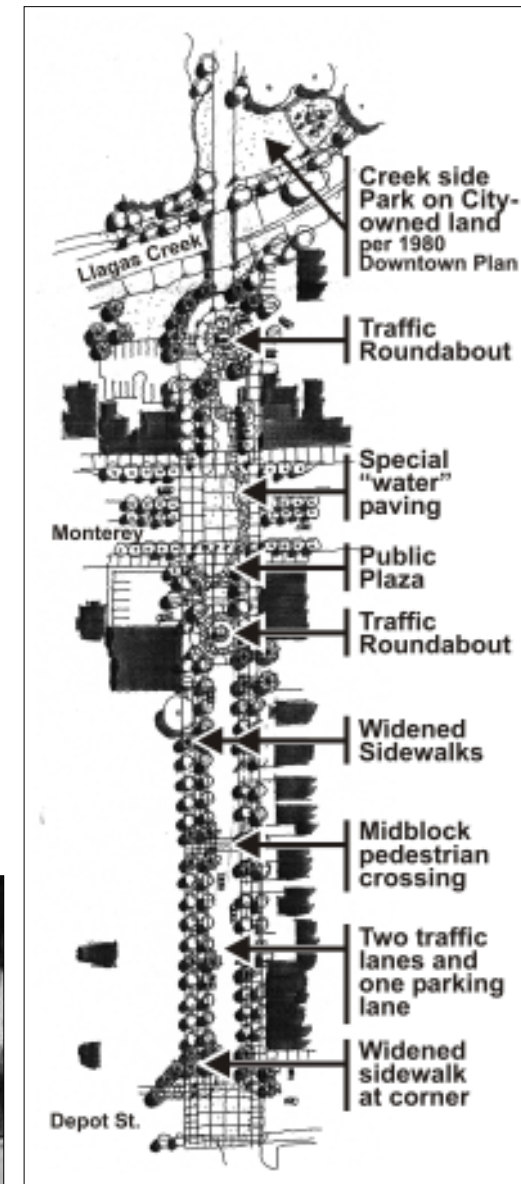 Creek side
Park on City-
owned land
per 1980
Downtown Plan
Llagas Creek
Traffic
Roundabout
Special
"water"
paving
Monterey
Public
Plaza
Traffic
Roundabout
Widened
Sidewalks
Midblock
pedestrian
crossing
Two traffic
lanes and
one parking
lane
Widened
sidewalk
at corner
Depot St.